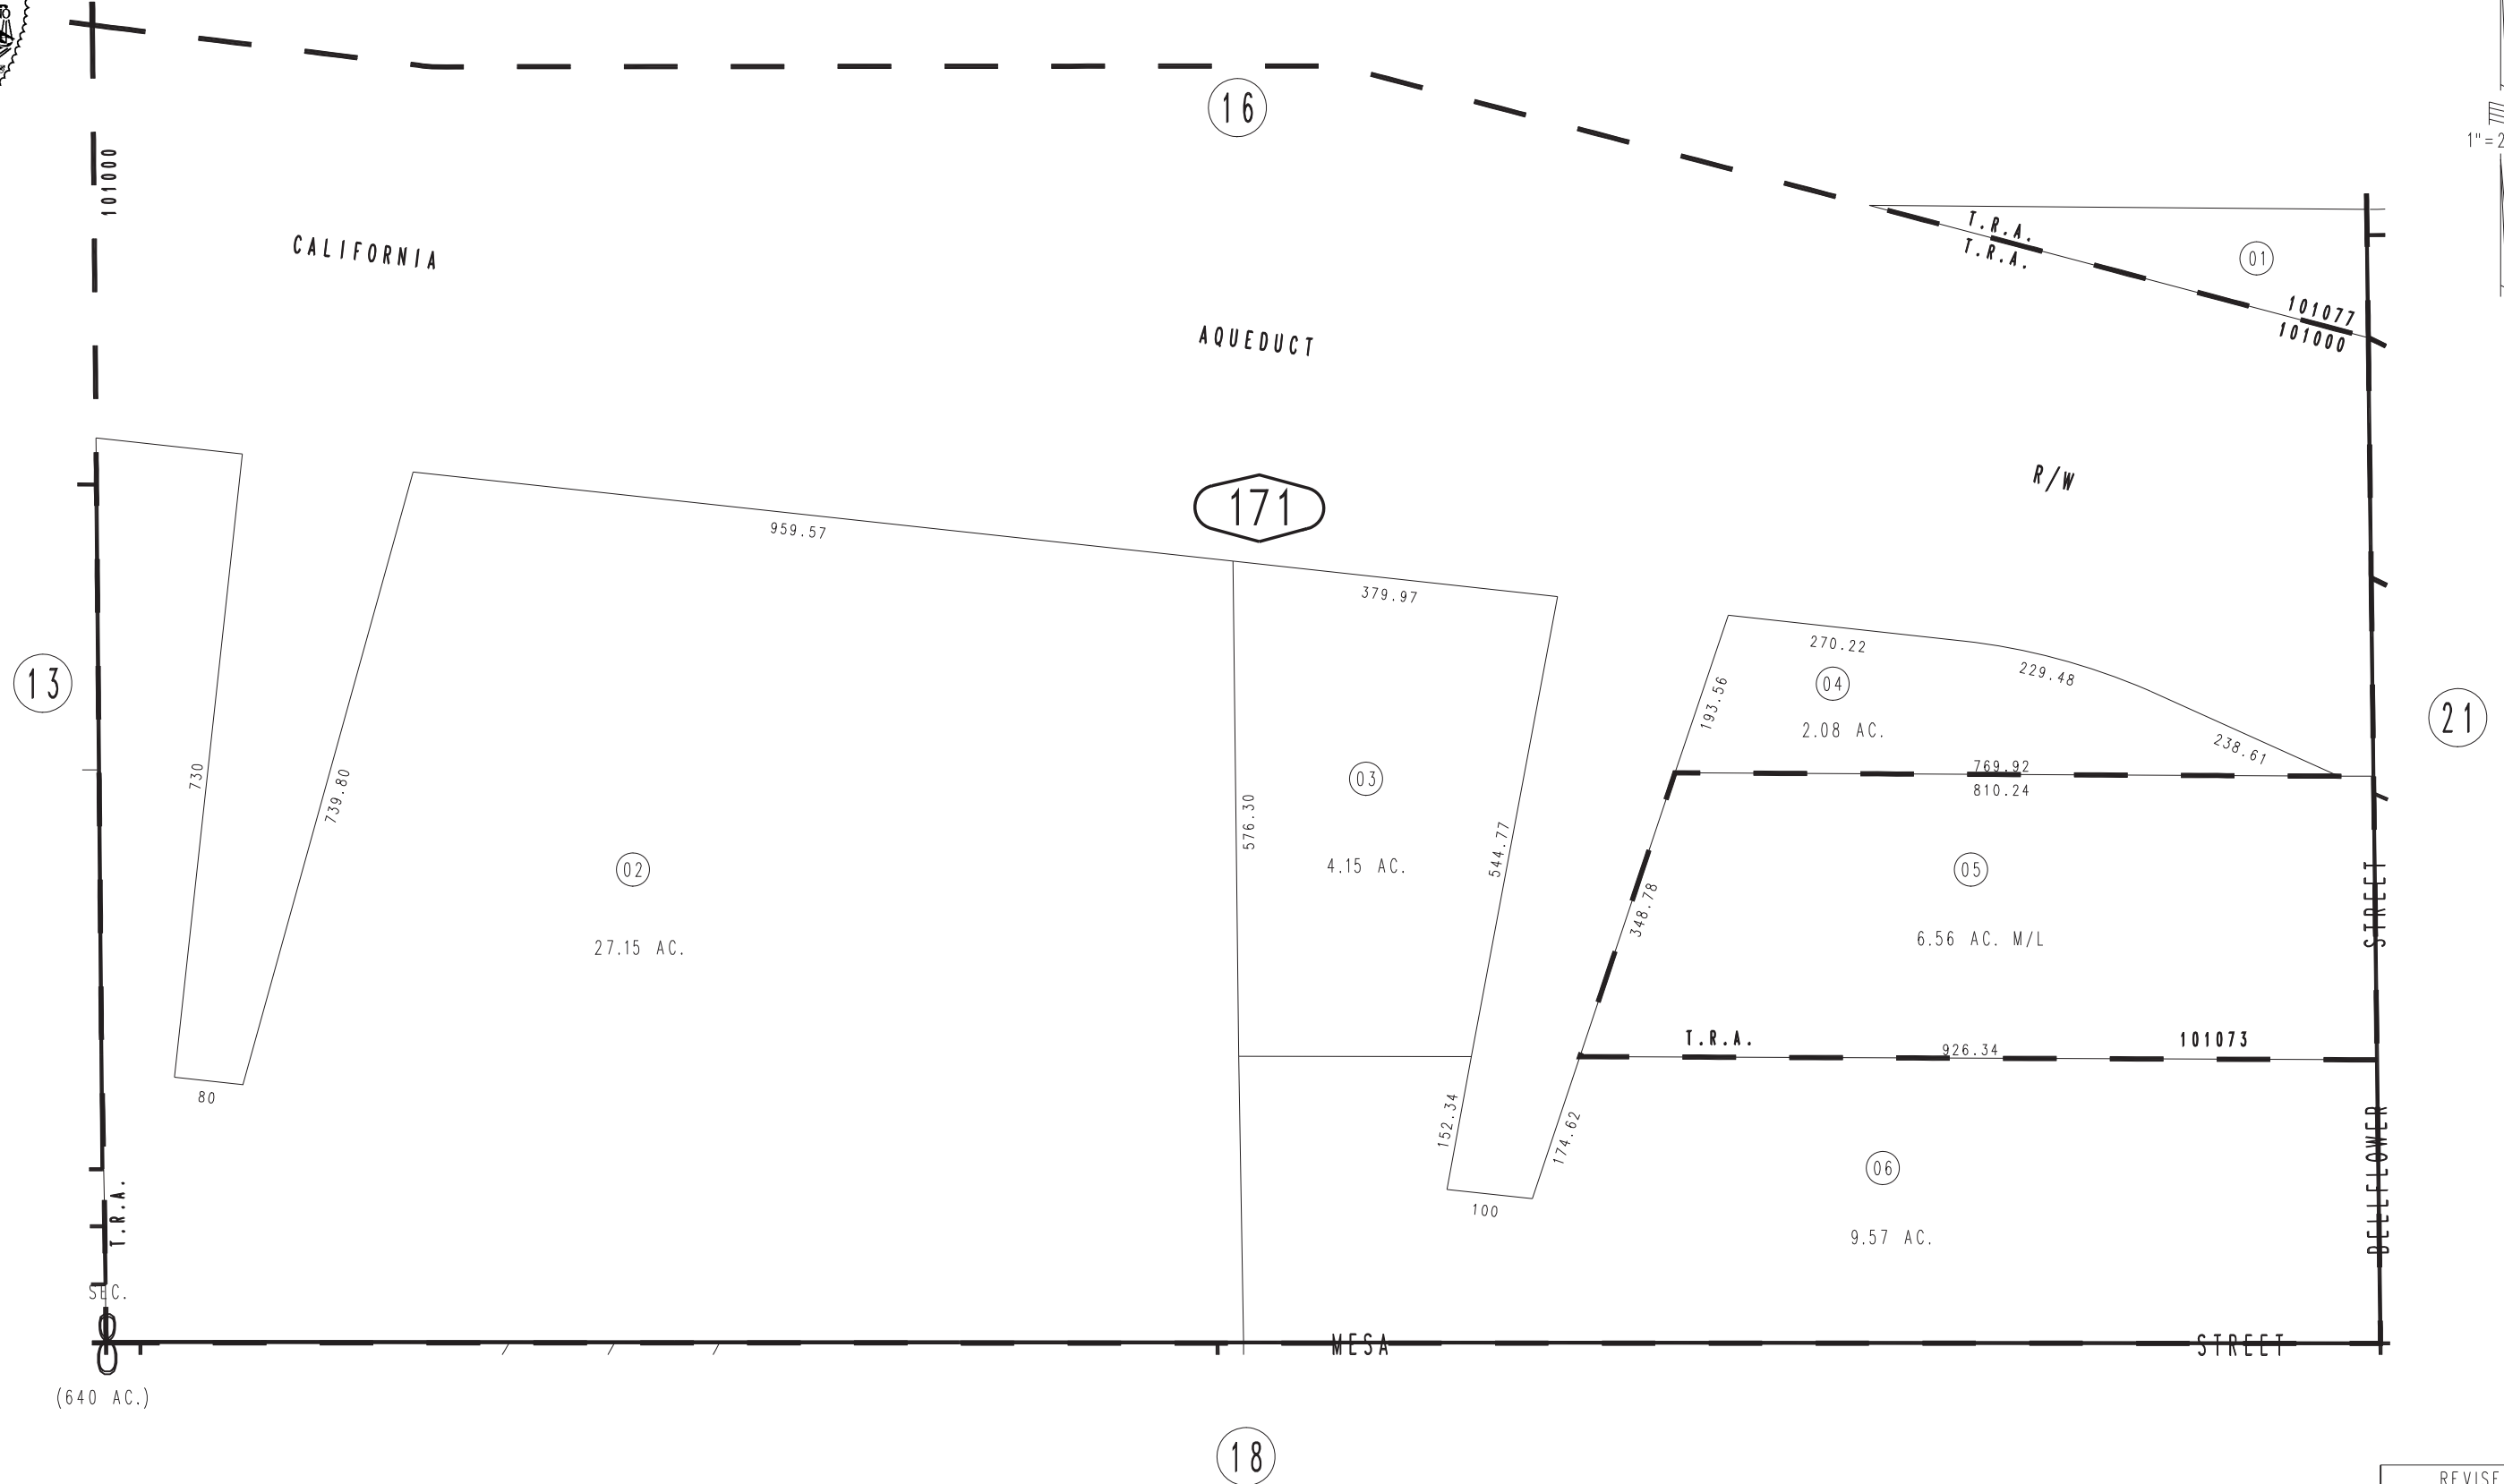 16
1"=2
101000
CALIFORNIA
T.R.A.
T.R.A.
01
101077
101000
AQUEDUCT
R/W
171
959.57
379.97
270.22
229.48
13
04
193.56
2.08 AC.
21
238.61
730
739.80
03
576.30
769.92
810.24
544.77
4.15 AC.
02
05
348.78
27.15 AC.
6.56 AC. M/L
STREET
T.R.A.
926.34
101073
80
152.34
174.62
BELLFLOWER
06
100
9.57 AC.
T.R.A.
SEC.
MESA
STREET
(640 AC.)
18
REVISE